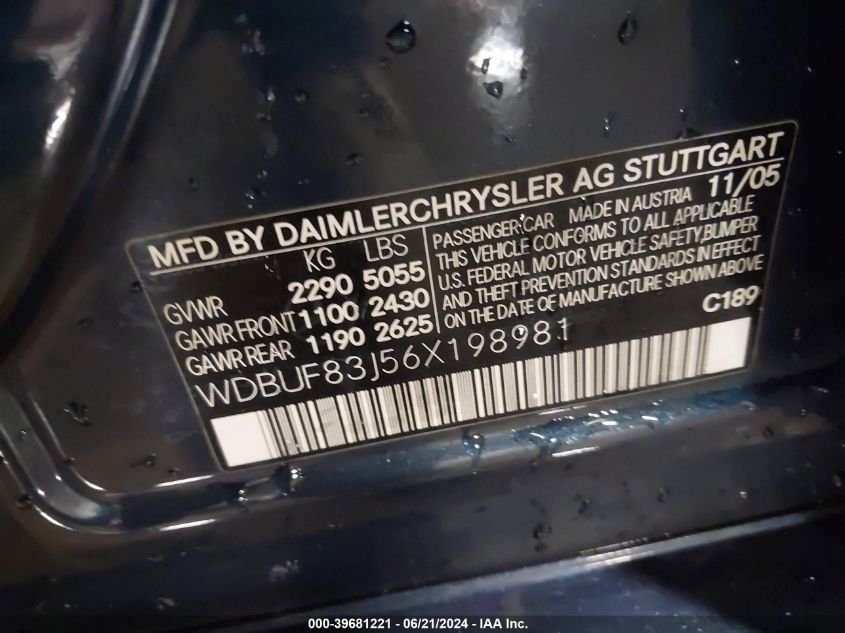 MFD BY DAIMLERCHRYSLER AG STUTTGART
KG LBS
GVWR 2290 5055
GAWR FRONT 1100 2430
GAWR REAR 1190 2625
11/05
PASSENGER CAR MADE IN AUSTRIA
THIS VEHICLE CONFORMS TO ALL APPLICABLE
U.S. FEDERAL MOTOR VEHICLE SAFETY, BUMPER
AND THEFT PREVENTION STANDARDS IN EFFECT
ON THE DATE OF MANUFACTURE SHOWN ABOVE
C189
WDBUF83J56X198981
000-39681221 - 06/21/2024 - IAA Inc.